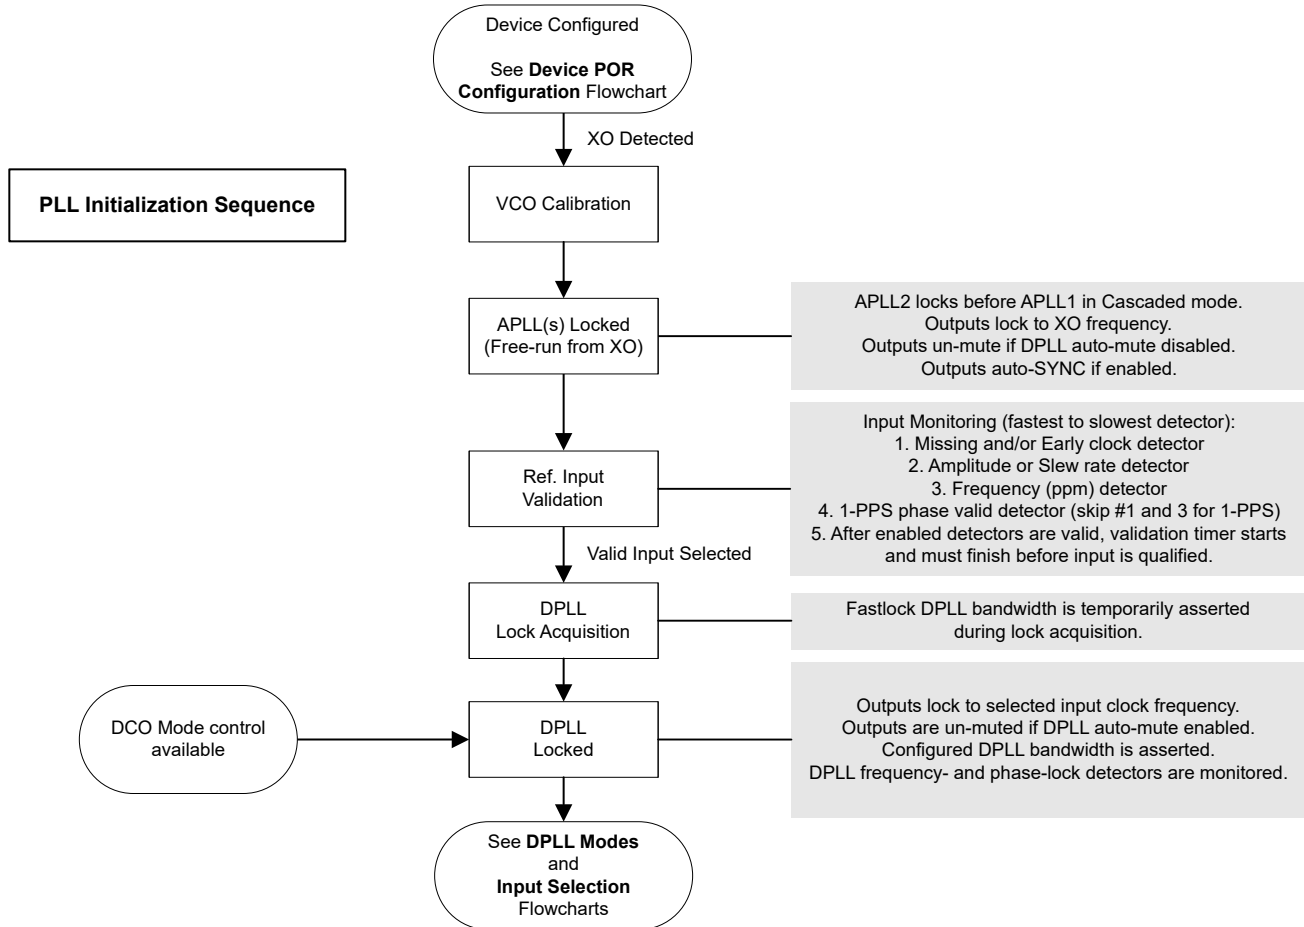 Device Configured
See Device POR
Configuration Flowchart
XO Detected
PLL Initialization Sequence
VCO Calibration
APLL(s) Locked
(Free-run from XO)
APLL2 locks before APLL1 in Cascaded mode.
Outputs lock to XO frequency.
Outputs un-mute if DPLL auto-mute disabled.
Outputs auto-SYNC if enabled.
Ref. Input
Validation
Input Monitoring (fastest to slowest detector):
1. Missing and/or Early clock detector
2. Amplitude or Slew rate detector
3. Frequency (ppm) detector
4. 1-PPS phase valid detector (skip #1 and 3 for 1-PPS)
5. After enabled detectors are valid, validation timer starts
and must finish before input is qualified.
Valid Input Selected
DPLL
Lock Acquisition
Fastlock DPLL bandwidth is temporarily asserted
during lock acquisition.
DCO Mode control
available
DPLL
Locked
Outputs lock to selected input clock frequency.
Outputs are un-muted if DPLL auto-mute enabled.
Configured DPLL bandwidth is asserted.
DPLL frequency- and phase-lock detectors are monitored.
See DPLL Modes
and
Input Selection
Flowcharts